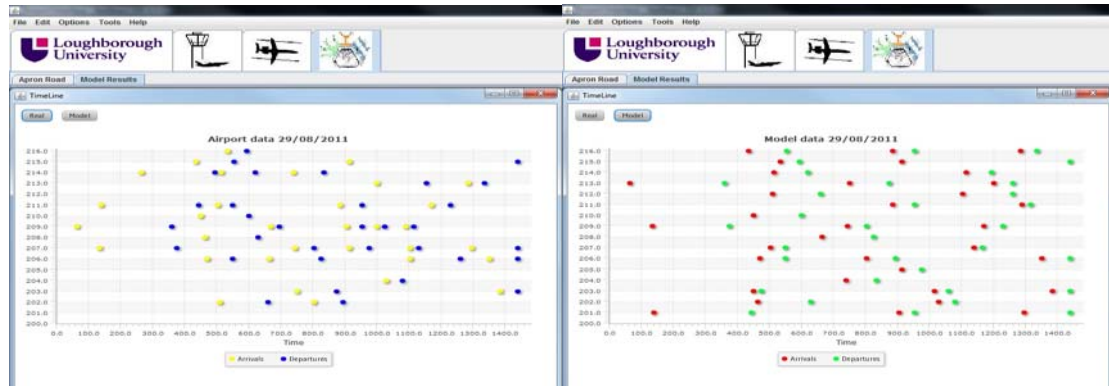 File Edit Options Tools Help
Loughborough
University
Apron Road Model Results
TimeLine
Real Model
Airport data 29/08/2011
216.0
215.0
214.0
213.0
212.0
211.0
210.0
209.0
208.0
207.0
206.0
205.0
204.0
203.0
202.0
201.0
200.0
0.0 100.0 200.0 300.0 400.0 500.0 600.0 700.0 800.0 900.0 1000.0 1100.0 1200.0 1300.0 1400.0
Time
Arrivals Departures
File Edit Options Tools Help
Loughborough
University
Apron Road Model Results
TimeLine
Real Model
Model data 29/08/2011
216.0
215.0
214.0
213.0
212.0
211.0
210.0
209.0
208.0
207.0
206.0
205.0
204.0
203.0
202.0
201.0
200.0
0.0 100.0 200.0 300.0 400.0 500.0 600.0 700.0 800.0 900.0 1000.0 1100.0 1200.0 1300.0 1400.0
Time
Arrivals Departures